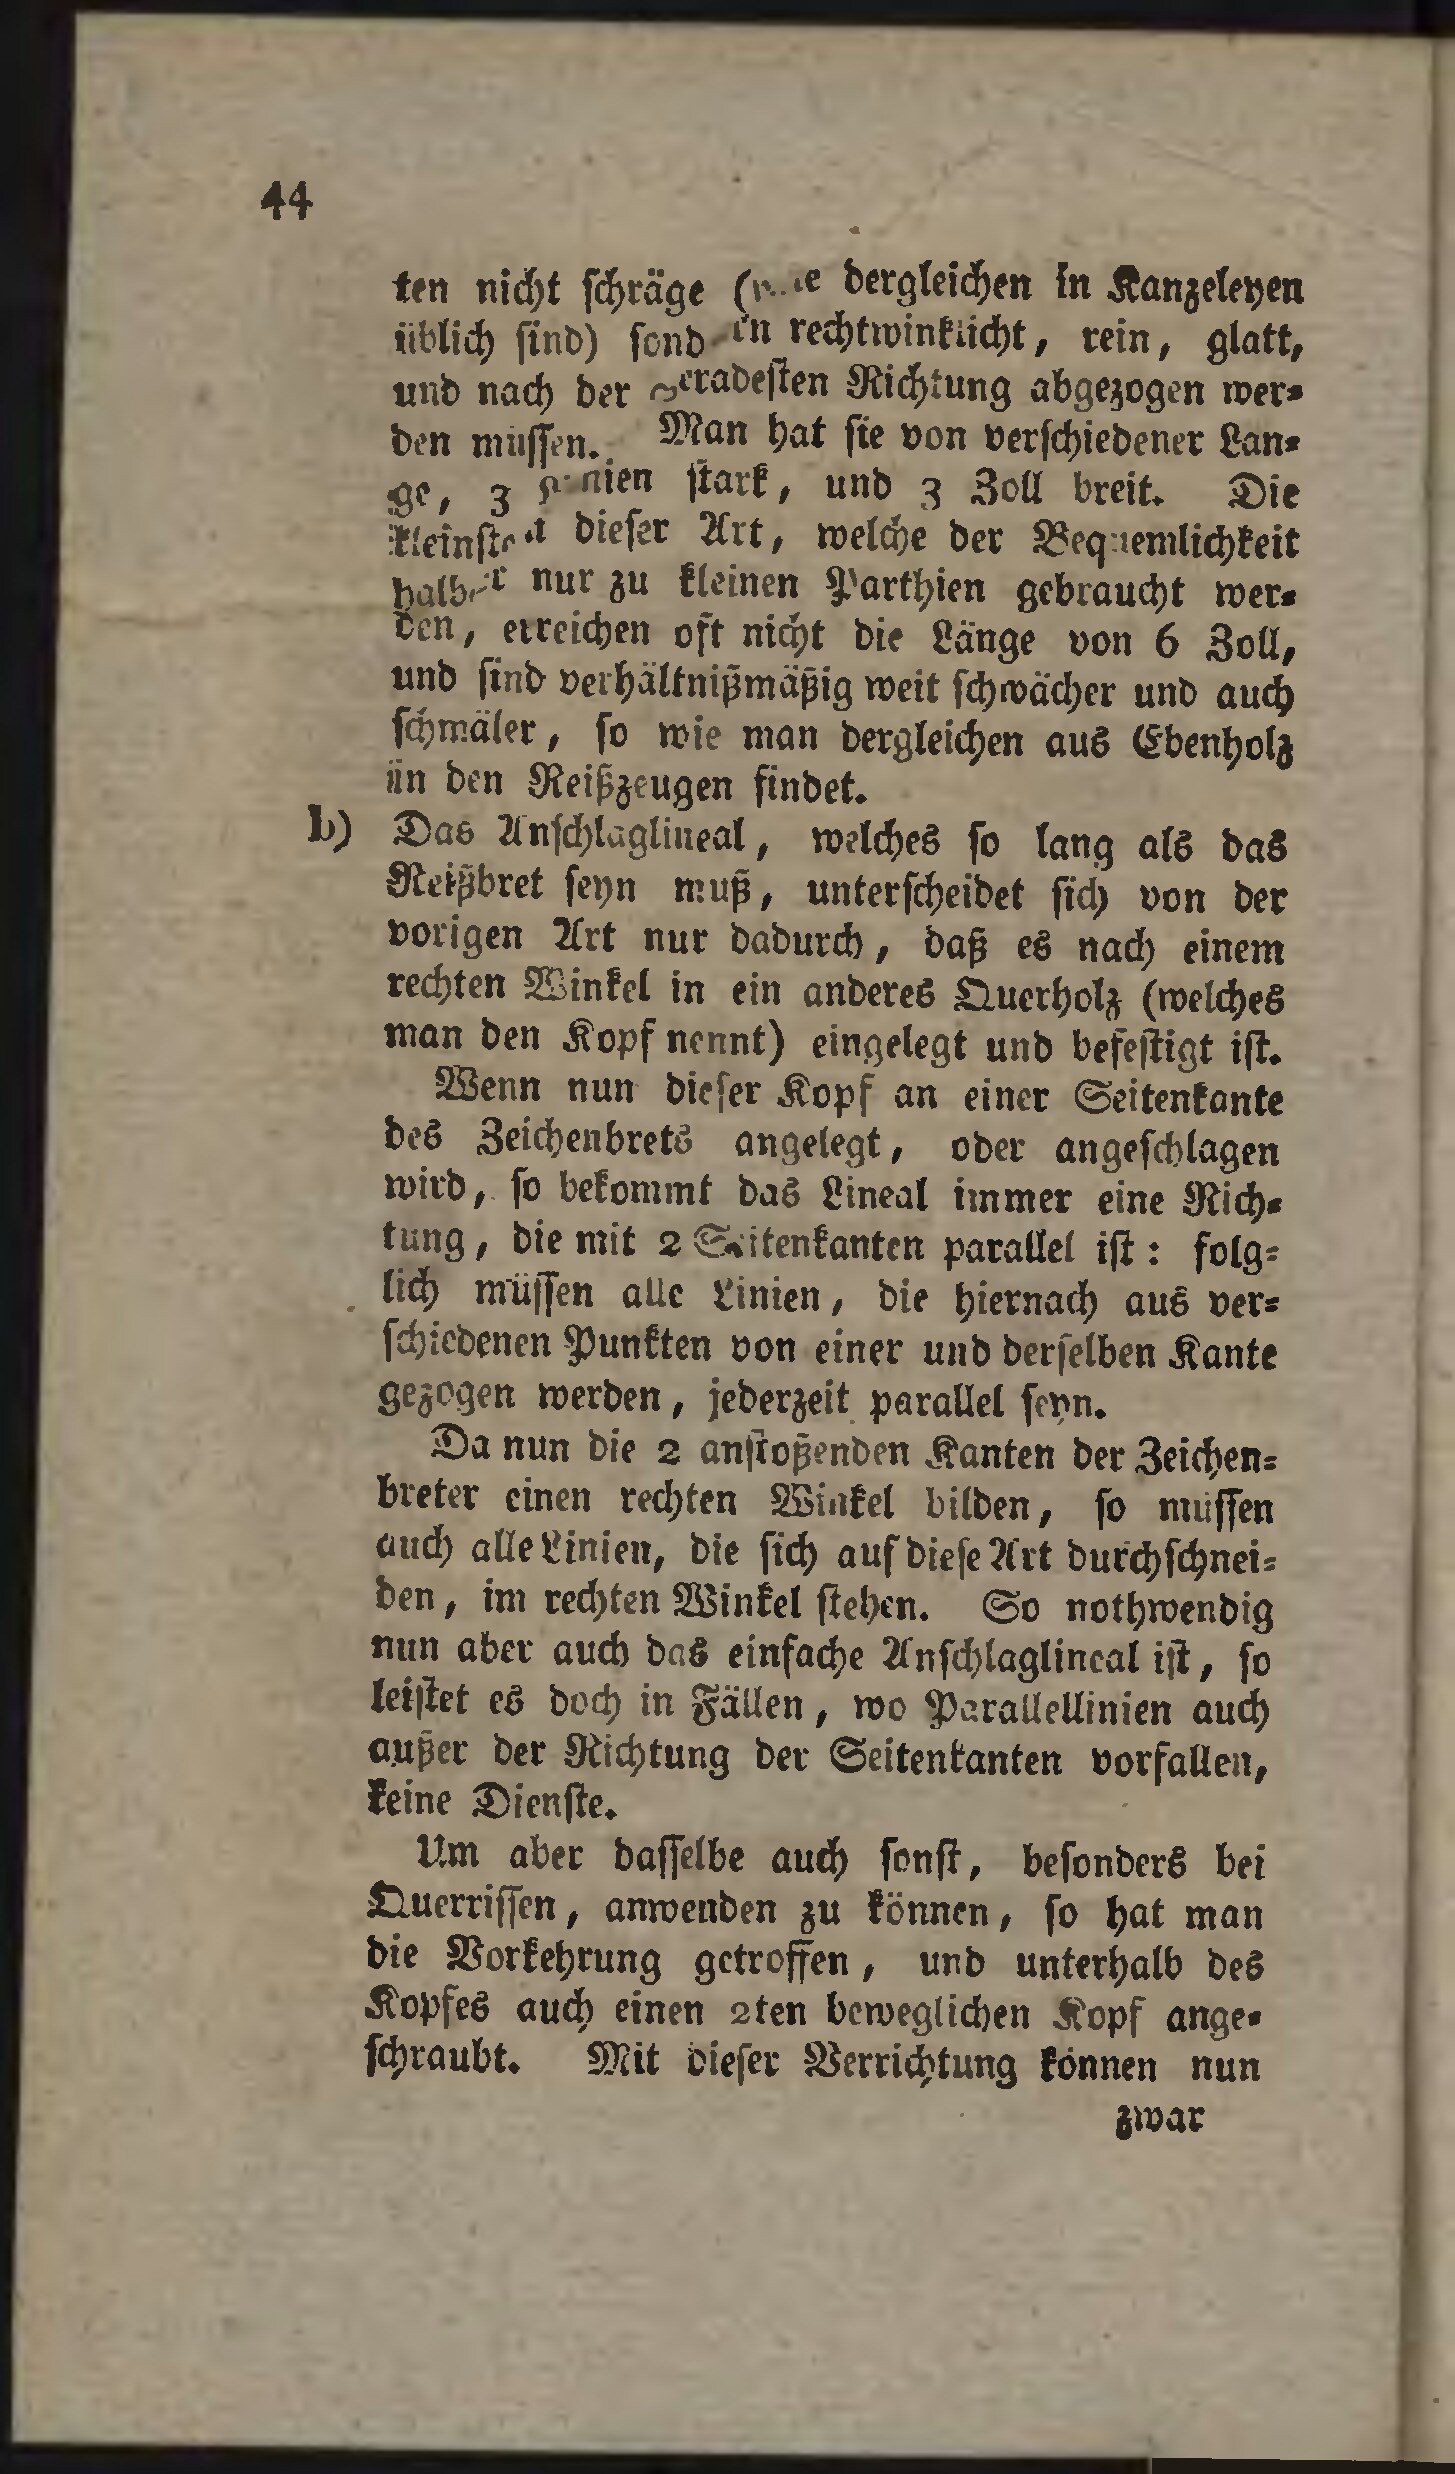 44
ten nicht schräge (wie dergleichen in Kanzeleyen
üblich sind) sondern rechtwinklicht, rein, glatt,
und nach der geradesten Richtung abgezogen wer-
den müssen. Man hat sie von verschiedener Län-
ge, 3 Linien stark, und 3 Zoll breit. Die
kleinsten dieser Art, welche der Bequemlichkeit
halber nur zu kleinen Parthien gebraucht wer-
den, erreichen oft nicht die Länge von 6 Zoll,
und sind verhältnißmäßig weit schwächer und auch
schmäler, so wie man dergleichen aus Ebenholz
in den Reißzeugen findet.
b) Das Anschlaglineal, welches so lang als das
Reißbret seyn muß, unterscheidet sich von der
vorigen Art nur dadurch, daß es nach einem
rechten Winkel in ein anderes Querholz (welches
man den Kopf nennt) eingelegt und befestigt ist.
Wenn nun dieser Kopf an einer Seitenkante
des Zeichenbrets angelegt, oder angeschlagen
wird, so bekommt das Lineal immer eine Rich-
tung, die mit 2 Seitenkanten parallel ist: folg-
lich müssen alle Linien, die hiernach aus ver-
schiedenen Punkten von einer und derselben Kante
gezogen werden, jederzeit parallel seyn.
Da nun die 2 anstoßenden Kanten der Zeichen-
breter einen rechten Winkel bilden, so müssen
auch alle Linien, die sich auf diese Art durchschnei-
den, im rechten Winkel stehen. So nothwendig
nun aber auch das einfache Anschlaglineal ist, so
leistet es doch in Fällen, wo Parallellinien auch
außer der Richtung der Seitenkanten vorfallen,
keine Dienste.
Um aber dasselbe auch sonst, besonders bei
Querrissen, anwenden zu können, so hat man
die Vorkehrung getroffen, und unterhalb des
Kopfes auch einen 2ten beweglichen Kopf ange-
schraubt. Mit dieser Verrichtung können nun
zwar